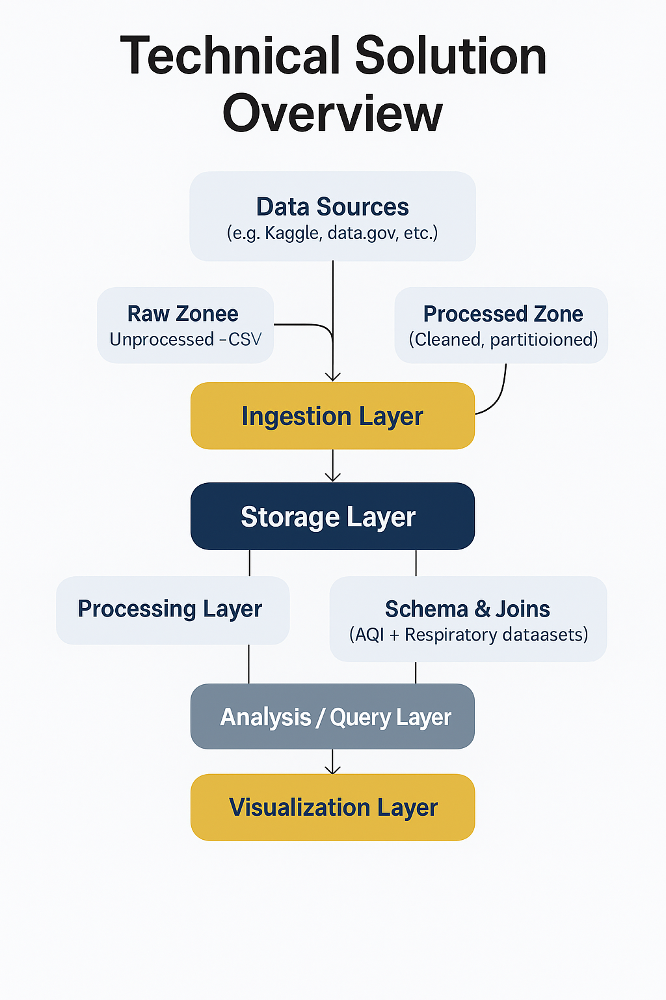 Technical Solution
Overview
Data Sources
(e.g. Kaggle, data.gov, etc.)
Raw Zonee
Unprocessed –CSV
Processed Zone
(Cleaned, partitioioned)
Ingestion Layer
Storage Layer
Processing Layer
Schema & Joins
(AQI + Respiratory dataasets)
Analysis / Query Layer
Visualization Layer